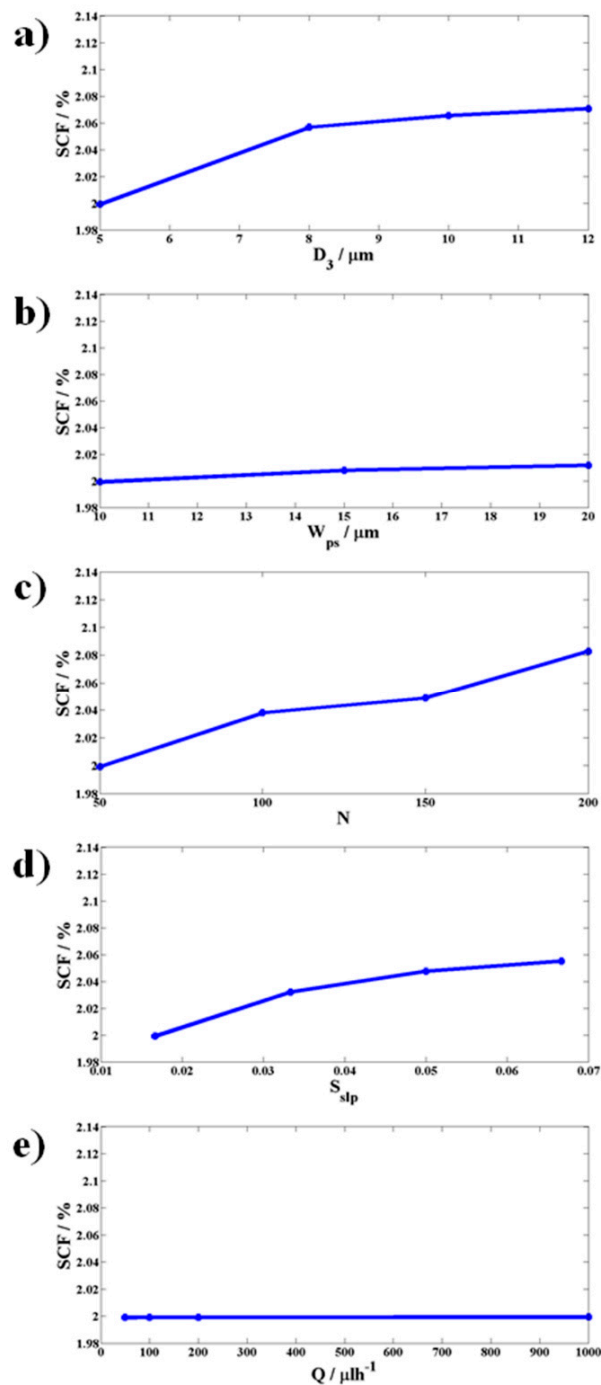 a)
2.14
2.12
2.1
2.08
2.06
2.04
2.02
2
1.98
SCF / %
5 6 7 8 9 10 11 12
D3 / μm
b)
2.14
2.12
2.1
2.08
2.06
2.04
2.02
2
1.98
SCF / %
10 11 12 13 14 15 16 17 18 19 20
Wps / μm
c)
2.14
2.12
2.1
2.08
2.06
2.04
2.02
2
1.98
SCF / %
50 100 150 200
N
d)
2.14
2.12
2.1
2.08
2.06
2.04
2.02
2
1.98
SCF / %
0.01 0.02 0.03 0.04 0.05 0.06 0.07
Sslp
e)
2.14
2.12
2.1
2.08
2.06
2.04
2.02
2
1.98
SCF / %
0 100 200 300 400 500 600 700 800 900 1000
Q / μlh⁻¹